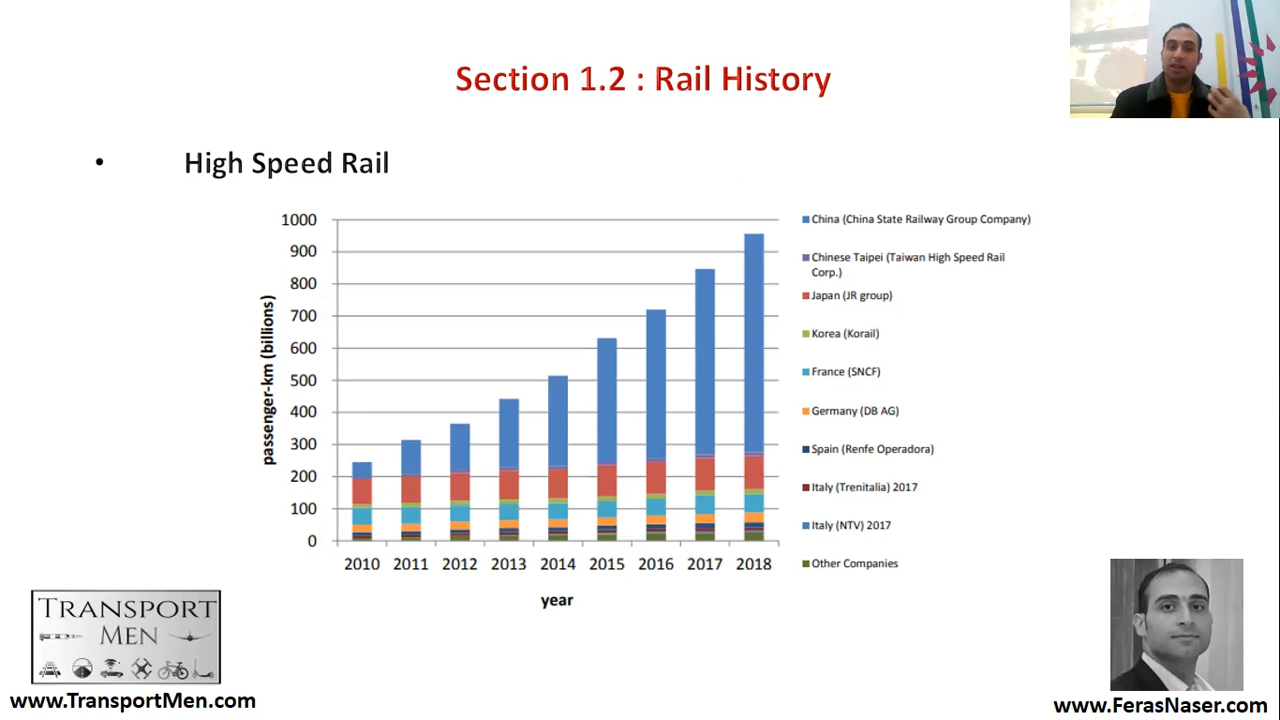 Section 1.2 : Rail History
• High Speed Rail
1000
900
800
700
600
500
400
300
200
100
0
passenger-km (billions)
2010 2011 2012 2013 2014 2015 2016 2017 2018
year
China (China State Railway Group Company)
Chinese Taipei (Taiwan High Speed Rail
Corp.)
Japan (JR group)
Korea (Korail)
France (SNCF)
Germany (DB AG)
Spain (Renfe Operadora)
Italy (Trenitalia) 2017
Italy (NTV) 2017
Other Companies
TRANSPORT
MEN
www.TransportMen.com
www.FerasNaser.com